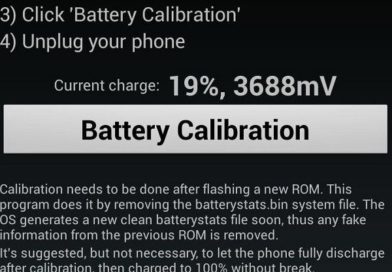 3) Click 'Battery Calibration'
4) Unplug your phone
Current charge: 19%, 3688mV
Battery Calibration
Calibration needs to be done after flashing a new ROM. This
program does it by removing the batterystats.bin system file. The
OS generates a new clean batterystats file soon, thus any fake
information from the previous ROM is removed.
It's suggested, but not necessary, to let the phone fully discharge
after calibration, then charged to 100% without break.